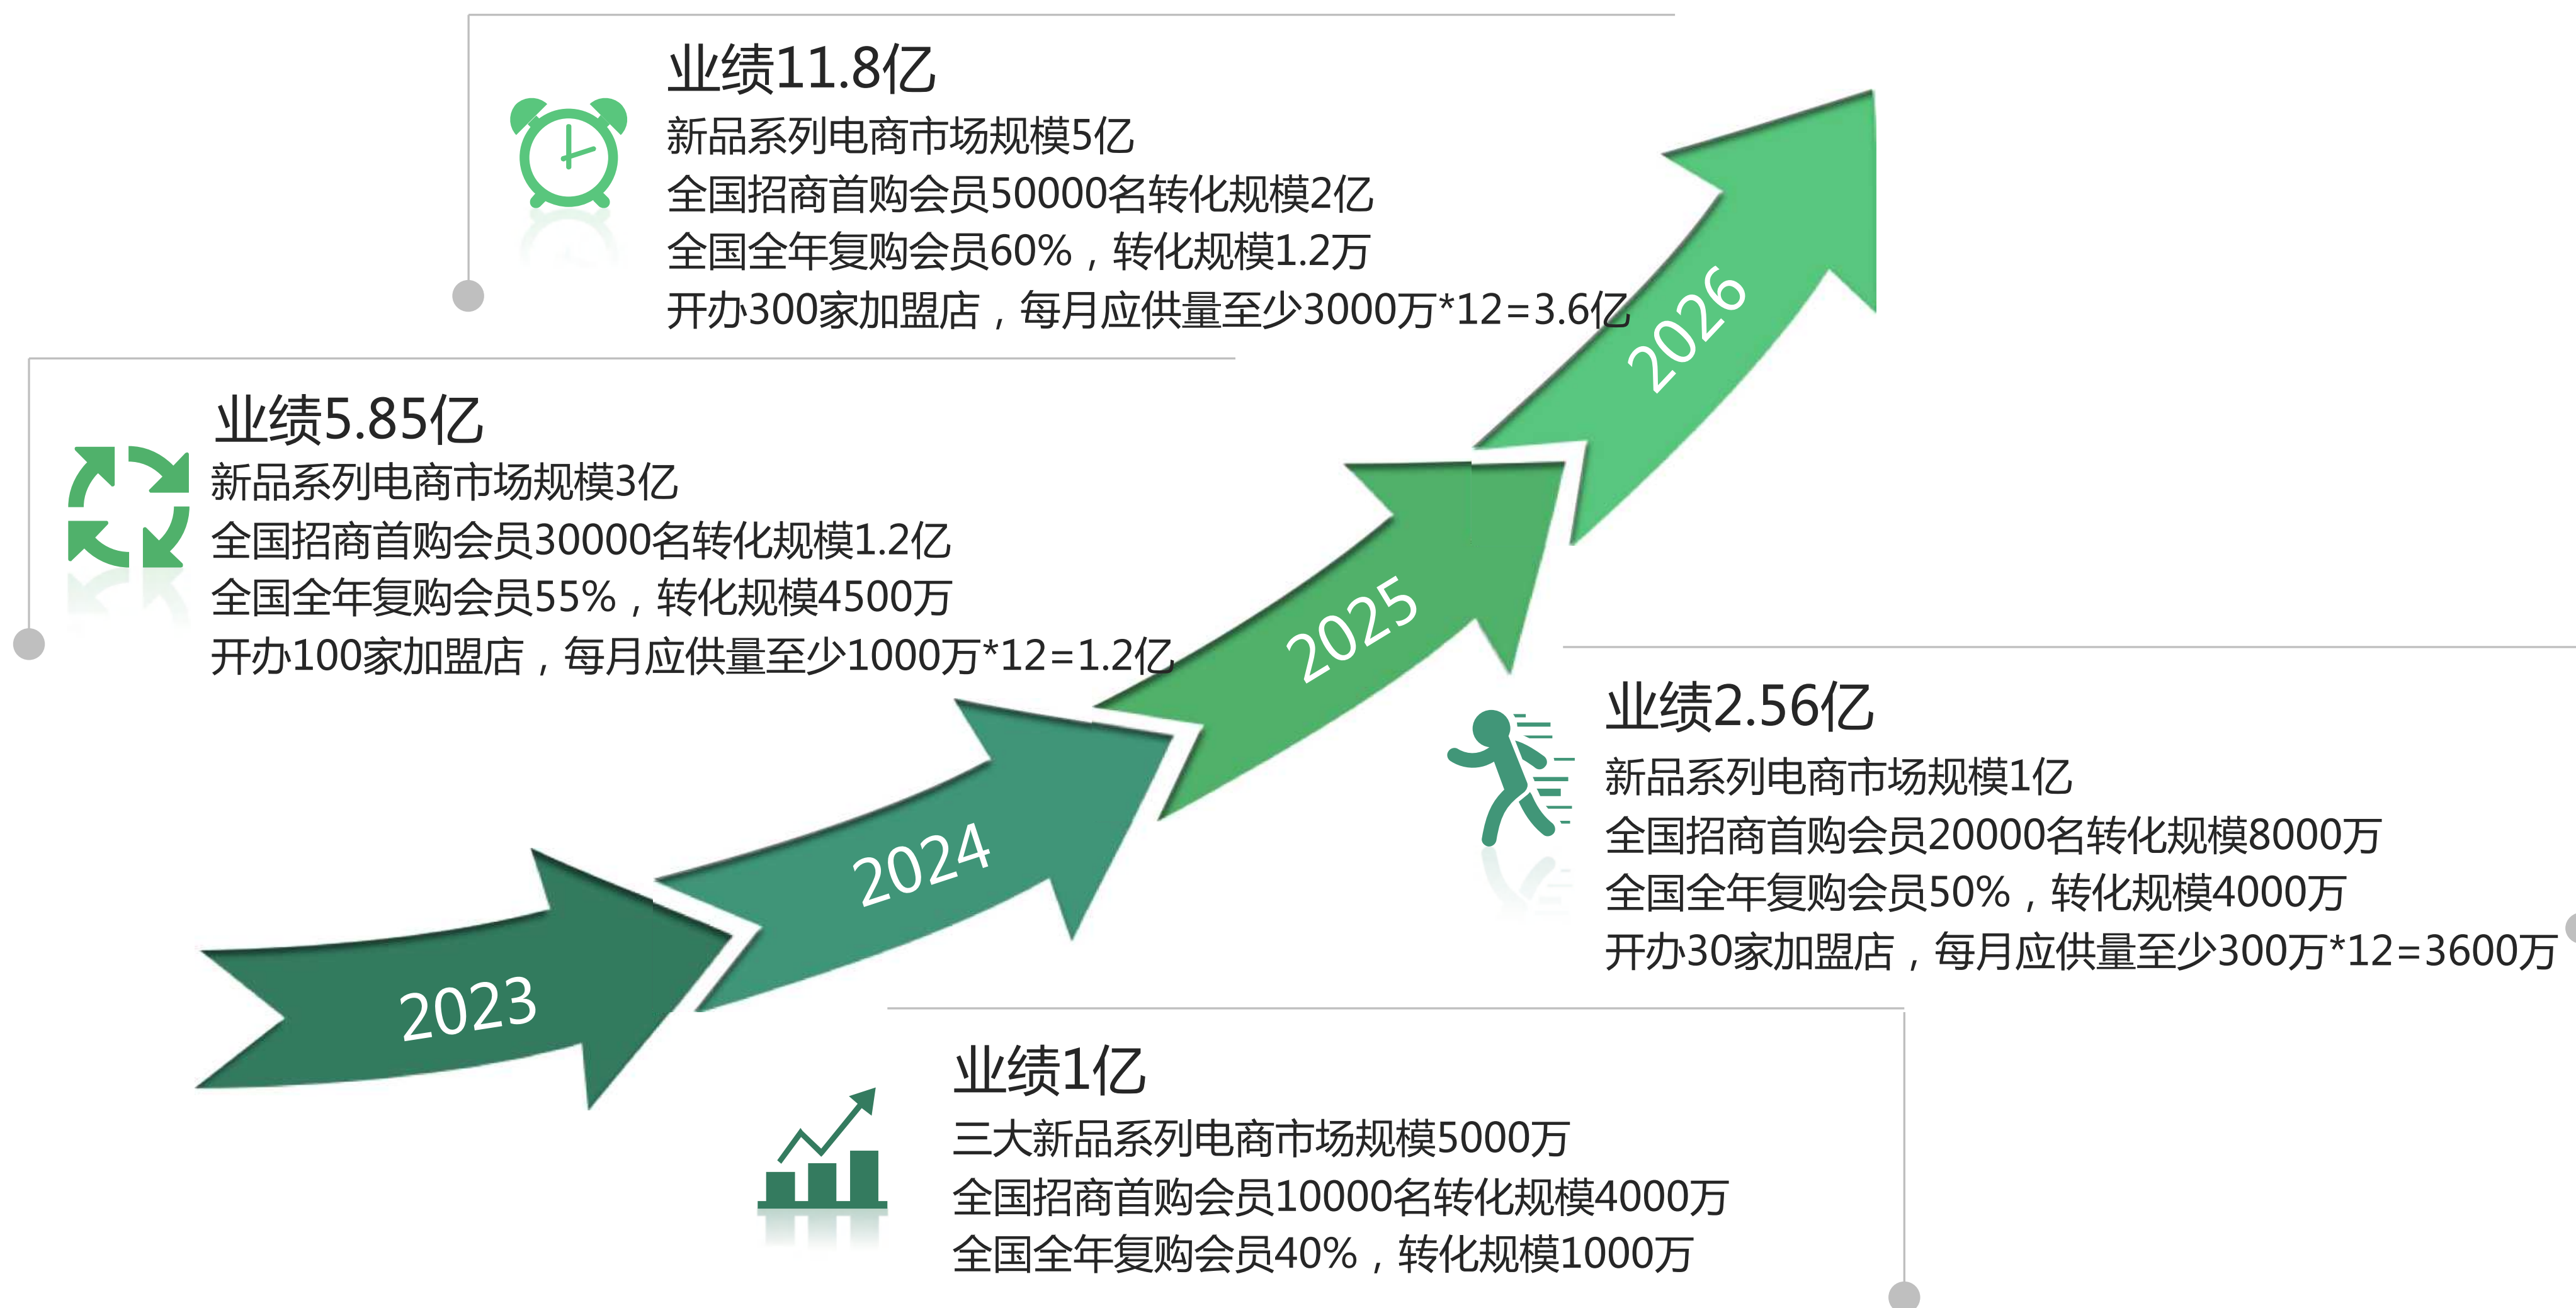 业绩11.8亿
新品系列电商市场规模5亿
全国招商首购会员50000名转化规模2亿
全国全年复购会员60%，转化规模1.2万
开办300家加盟店，每月应供量至少3000万*12=3.6亿
2026
业绩5.85亿
新品系列电商市场规模3亿
全国招商首购会员30000名转化规模1.2亿
全国全年复购会员55%，转化规模4500万
开办100家加盟店，每月应供量至少1000万*12=1.2亿
2025
业绩2.56亿
新品系列电商市场规模1亿
全国招商首购会员20000名转化规模8000万
全国全年复购会员50%，转化规模4000万
开办30家加盟店，每月应供量至少300万*12=3600万
2024
2023
业绩1亿
三大新品系列电商市场规模5000万
全国招商首购会员10000名转化规模4000万
全国全年复购会员40%，转化规模1000万